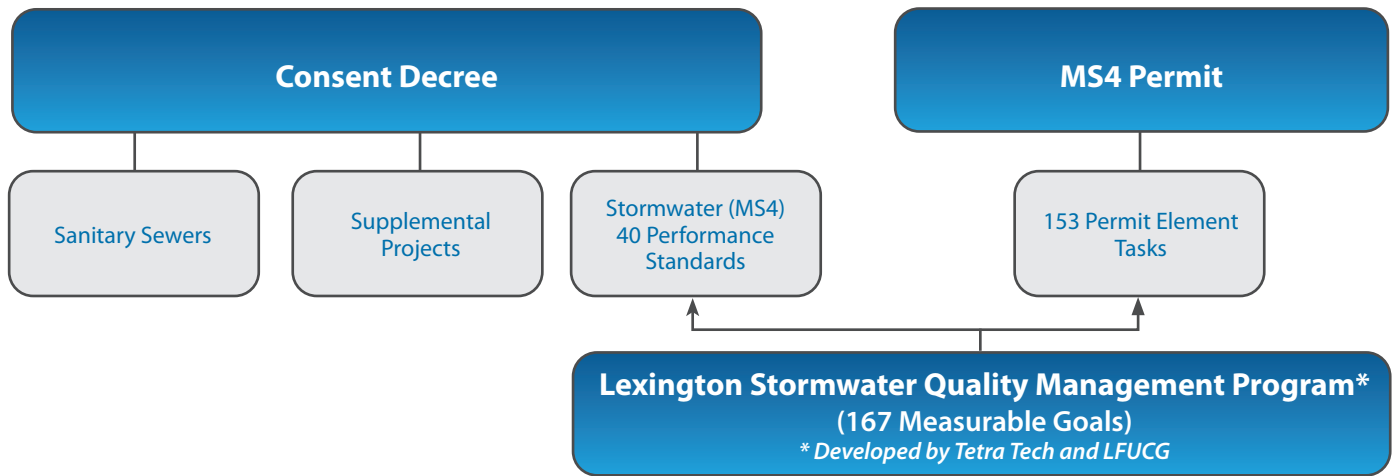 Consent Decree
MS4 Permit
Sanitary Sewers
Supplemental
Projects
Stormwater (MS4)
40 Performance
Standards
153 Permit Element
Tasks
Lexington Stormwater Quality Management Program*
(167 Measurable Goals)
* Developed by Tetra Tech and LFUCG